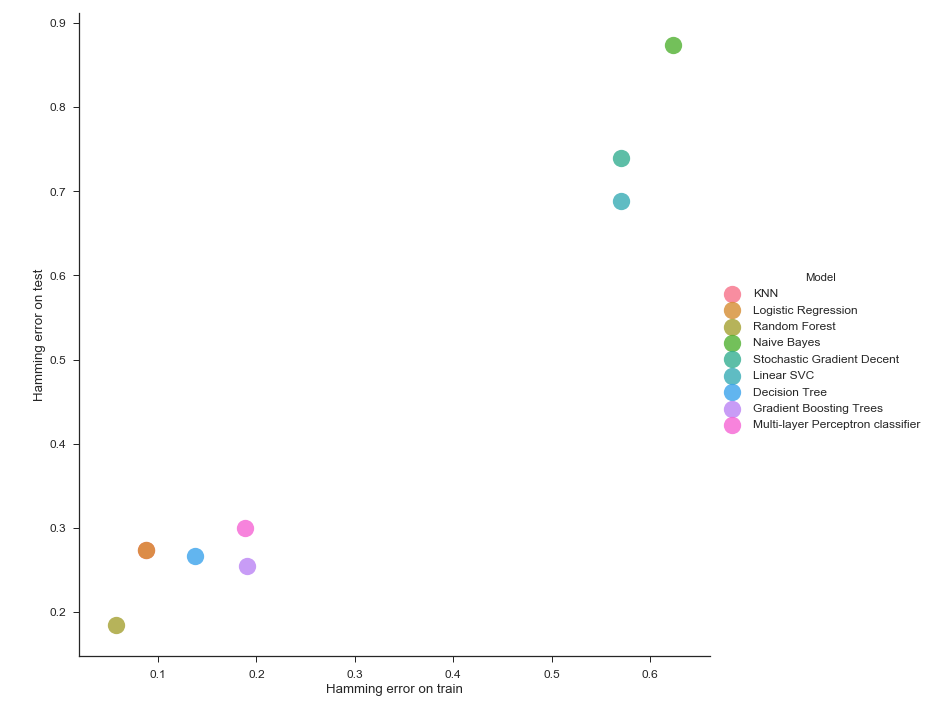 0.9
0.8
0.7
0.6
0.5
0.4
0.3
0.2
Hamming error on test
0.1
0.2
0.3
0.4
0.5
0.6
Hamming error on train
Model
KNN
Logistic Regression
Random Forest
Naive Bayes
Stochastic Gradient Decent
Linear SVC
Decision Tree
Gradient Boosting Trees
Multi-layer Perceptron classifier